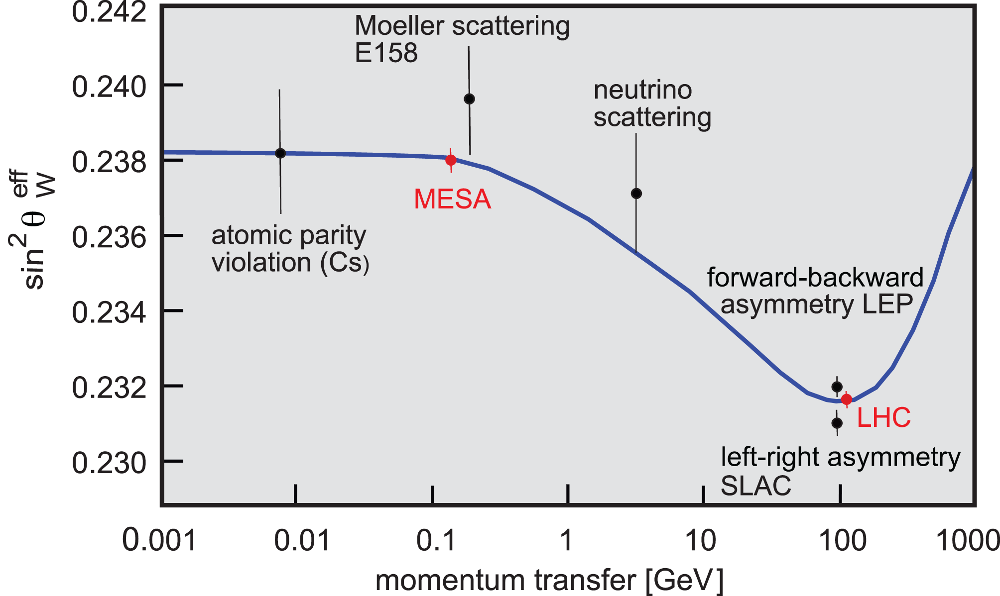 0.242
0.240
0.238
0.236
0.234
0.232
0.230
sin² θ eff W
Moeller scattering
E158
neutrino
scattering
MESA
atomic parity
violation (Cs)
forward-backward
asymmetry LEP
LHC
left-right asymmetry
SLAC
0.001 0.01 0.1 1 10 100 1000
momentum transfer [GeV]